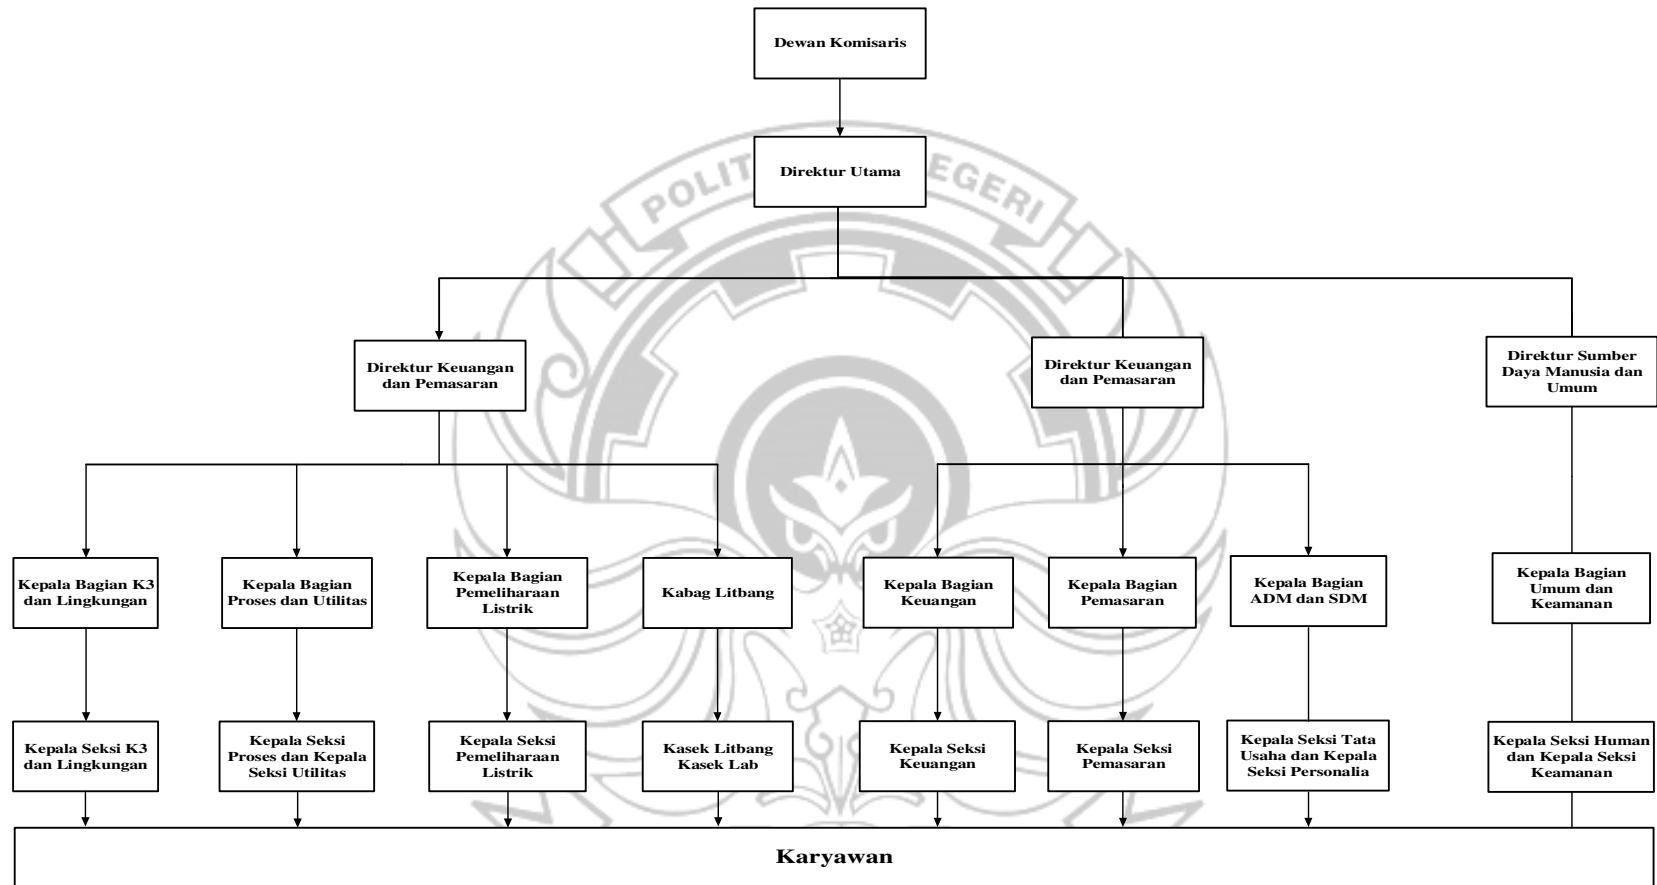 Dewan Komisaris
Direktur Utama
POLIT
EGERI
Direktur Keuangan
dan Pemasaran
Direktur Keuangan
dan Pemasaran
Direktur Sumber
Daya Manusia dan
Umum
Kepala Bagian K3
dan Lingkungan
Kepala Bagian
Proses dan Utilitas
Kepala Bagian
Pemeliharaan
Listrik
Kabag Litbang
Kepala Bagian
Keuangan
Kepala Bagian
Pemasaran
Kepala Bagian
ADM dan SDM
Kepala Bagian
Umum dan
Keamanan
Kepala Seksi K3
dan Lingkungan
Kepala Seksi
Proses dan Kepala
Seksi Utilitas
Kepala Seksi
Pemeliharaan
Listrik
Kasek Litbang
Kasek Lab
Kepala Seksi
Keuangan
Kepala Seksi
Pemasaran
Kepala Seksi Tata
Usaha dan Kepala
Seksi Personalia
Kepala Seksi Human
dan Kepala Seksi
Keamanan
Karyawan